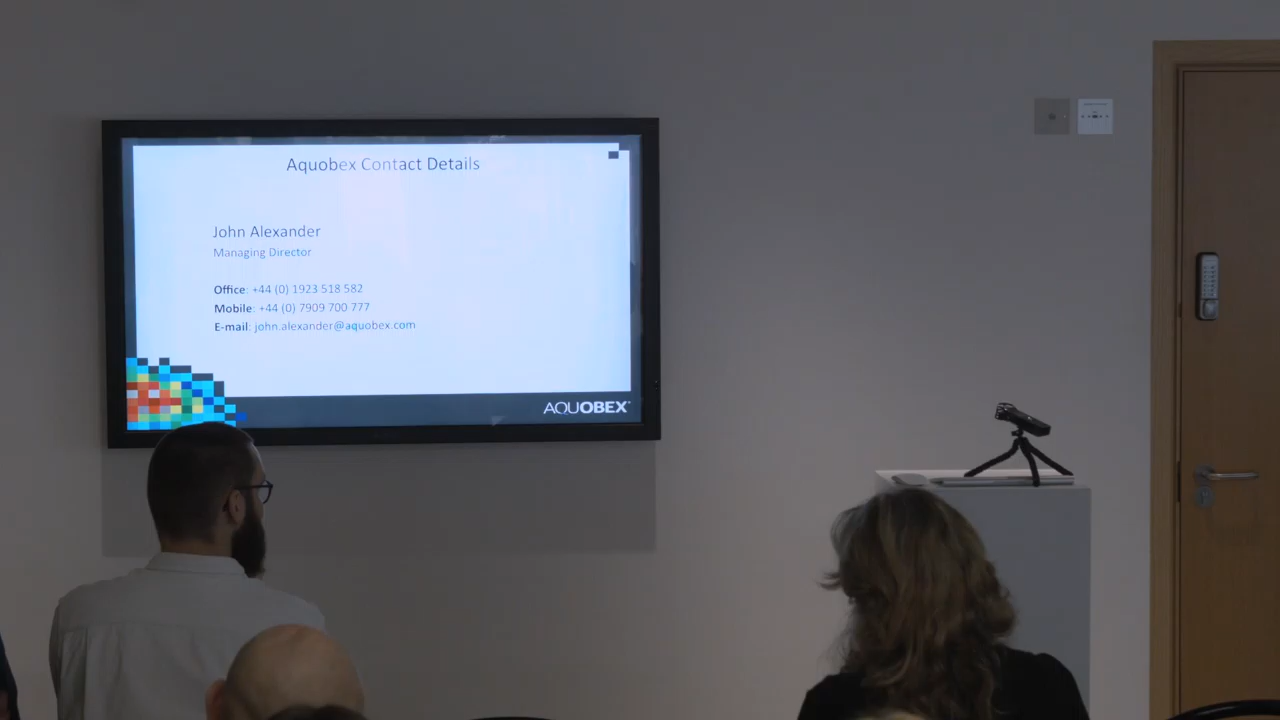 Aquobex Contact Details
John Alexander
Managing Director
Office: +44 (0) 1923 518 582
Mobile: +44 (0) 7909 700 777
E-mail: john.alexander@aquobex.com
AQUOBEX